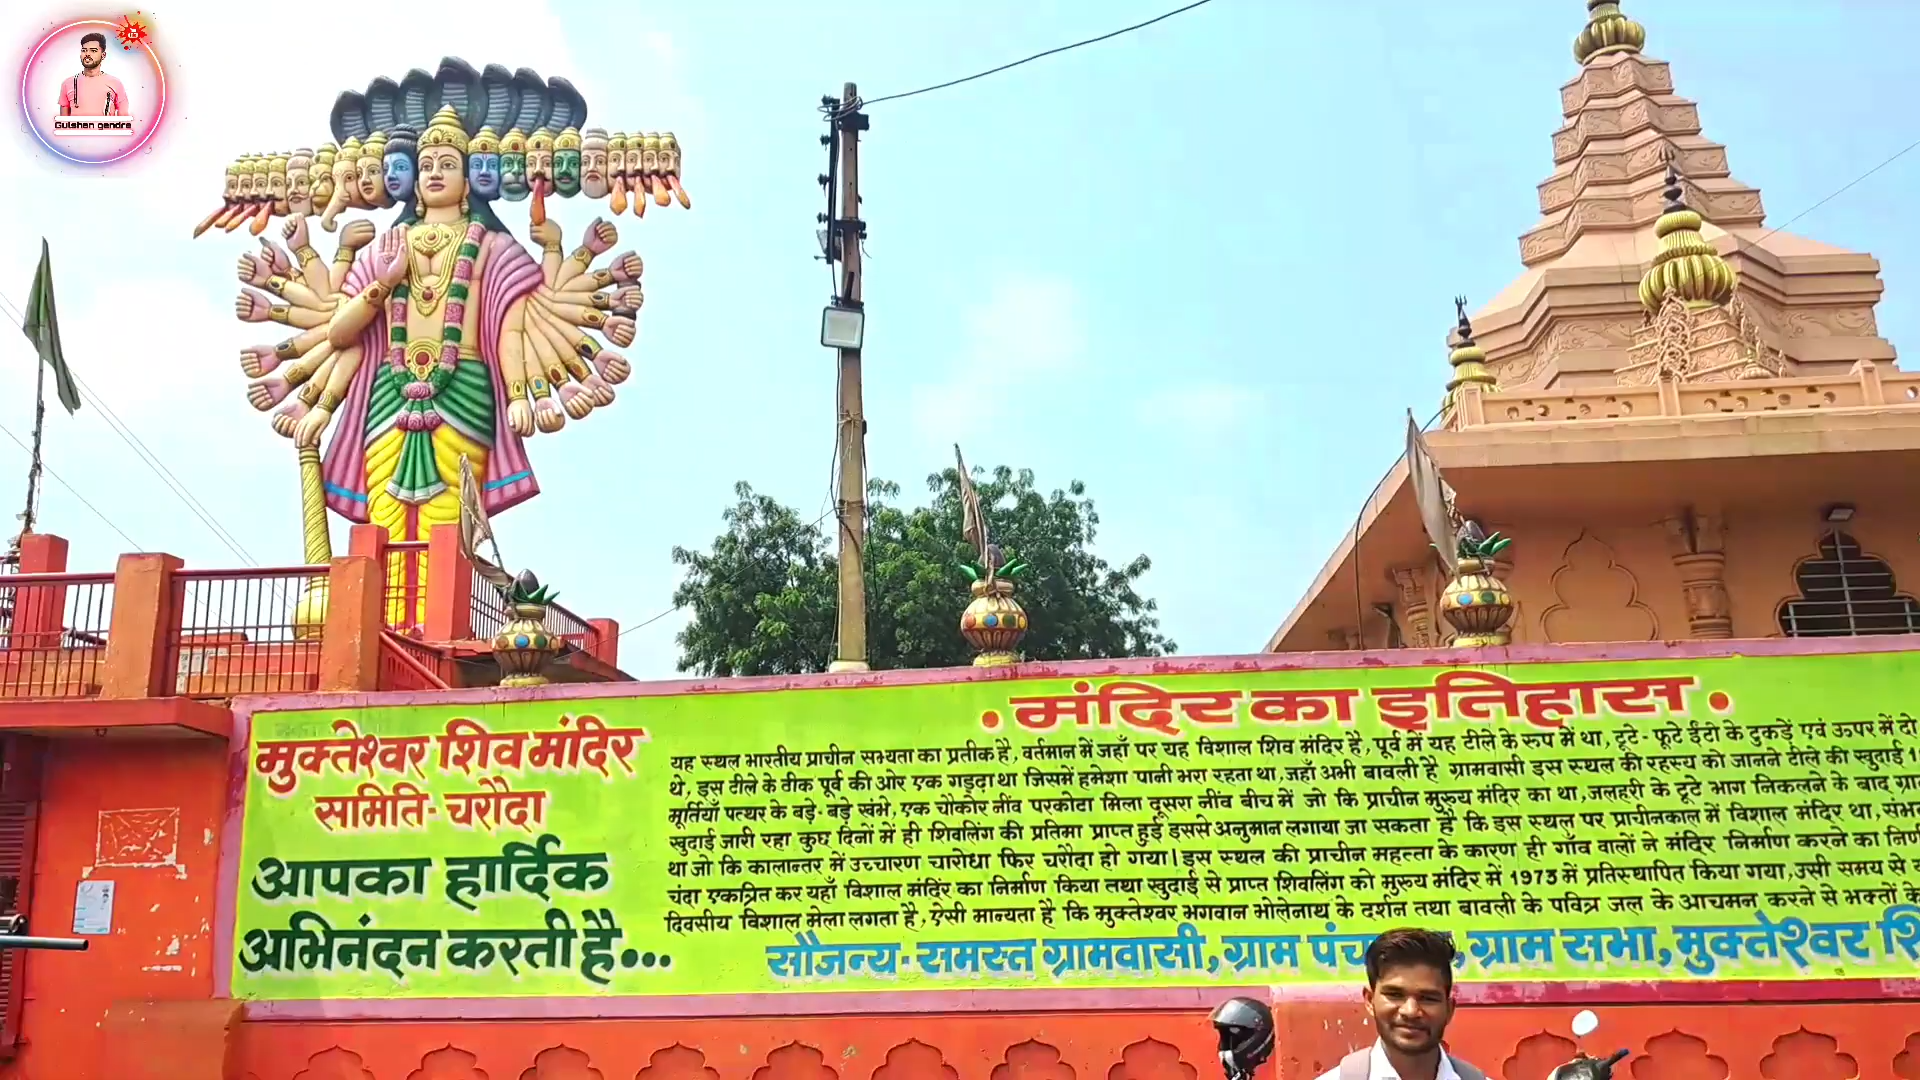 Gulshan gendre
मुक्तेश्वर शिव मंदिर
समिति- चरौदा
आपका हार्दिक
अभिनंदन करती है...
. मंदिर का इतिहास .
यह स्थल भारतीय प्राचीन सभ्यता का प्रतीक है, वर्तमान में जहाँ पर यह विशाल शिव मंदिर है, पूर्व में यह टीले के रूप में था, टूटे-फूटे ईंटो के टुकड़ें एवं ऊपर में दो
थे, इस टीले के ठीक पूर्व की ओर एक गड्ढ़ा था जिसमें हमेशा पानी भरा रहता था, जहाँ अभी बावली है ग्रामवासी इस स्थल की रहस्य को जानने टीले की खुदाई
मूर्तियाँ पत्थर के बड़े-बड़े खंभे, एक चौकोर नींव परकोटा मिला दूसरा नींव बीच में जो कि प्राचीन मुख्य मंदिर का था, जलहरी के टूटे भाग निकलने के बाद
खुदाई जारी रहा कुछ दिनों में ही शिवलिंग की प्रतिमा प्राप्त हुई इससे अनुमान लगाया जा सकता है कि इस स्थल पर प्राचीनकाल में विशाल मंदिर था,
था जो कि कालान्तर में उच्चारण चारोधा फिर चरौदा हो गया। इस स्थल की प्राचीन महत्ता के कारण ही गाँव वालों ने मंदिर निर्माण करने का
चंदा एकत्रित कर यहाँ विशाल मंदिर का निर्माण किया तथा खुदाई से प्राप्त शिवलिंग को मुख्य मंदिर में 1973 में प्रतिस्थापित किया गया, उसी समय से
दिवसीय विशाल मेला लगता है, ऐसी मान्यता है कि मुक्तेश्वर भगवान भोलेनाथ के दर्शन तथा बावली के पवित्र जल के आचमन करने से भक्तों के
सौजन्य- समस्त ग्रामवासी, ग्राम , ग्राम सभा, मुक्तेश्वर